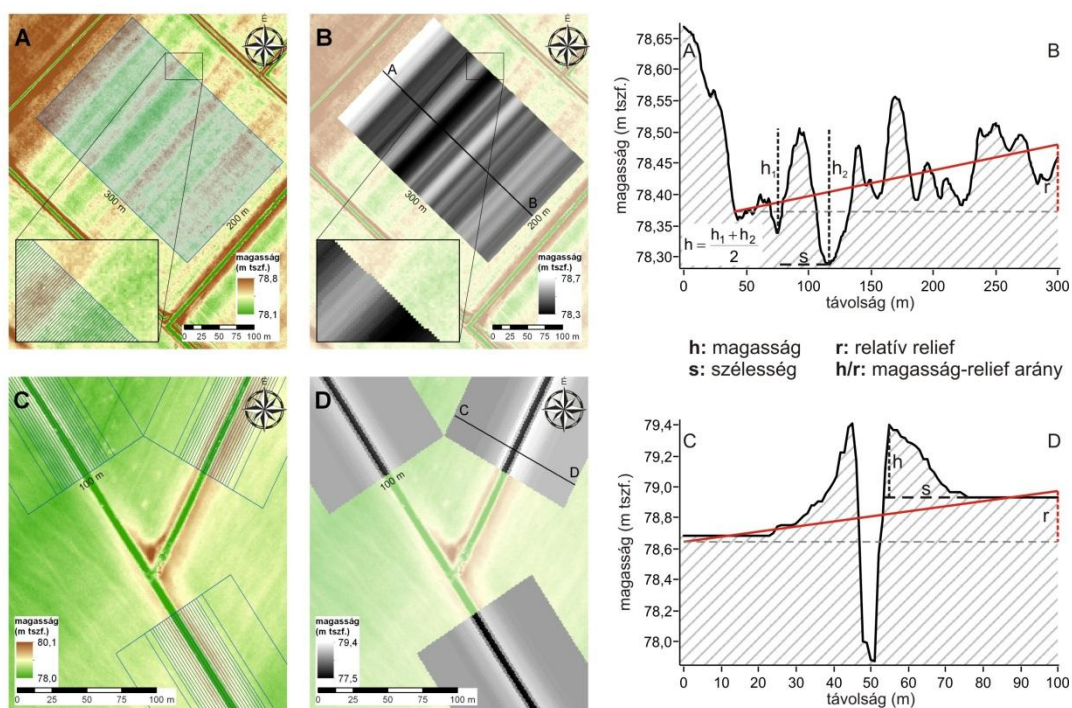 A
É
300 m
200 m
magasság
(m tszf.)
78,8
78,1
0 25 50 75 100 m
B
É
A
B
magasság
(m tszf.)
78,7
78,3
0 25 50 75 100 m
78,65
78,60
78,55
78,50
78,45
78,40
78,35
78,30
magasság (m tszf.)
A
B
h1
h2
r
s
h = h1 + h2
2
0 50 100 150 200 250 300
távolság (m)
h: magasság r: relatív relief
s: szélesség h/r: magasság-relief arány
C
É
100 m
magasság
(m tszf.)
80,1
78,0
0 25 50 75 100 m
D
É
C
D
magasság
(m tszf.)
79,4
77,5
0 25 50 75 100 m
79,4
79,2
79,0
78,8
78,6
78,4
78,2
78,0
magasság (m tszf.)
C
D
h
s
r
0 10 20 30 40 50 60 70 80 90 100
távolság (m)